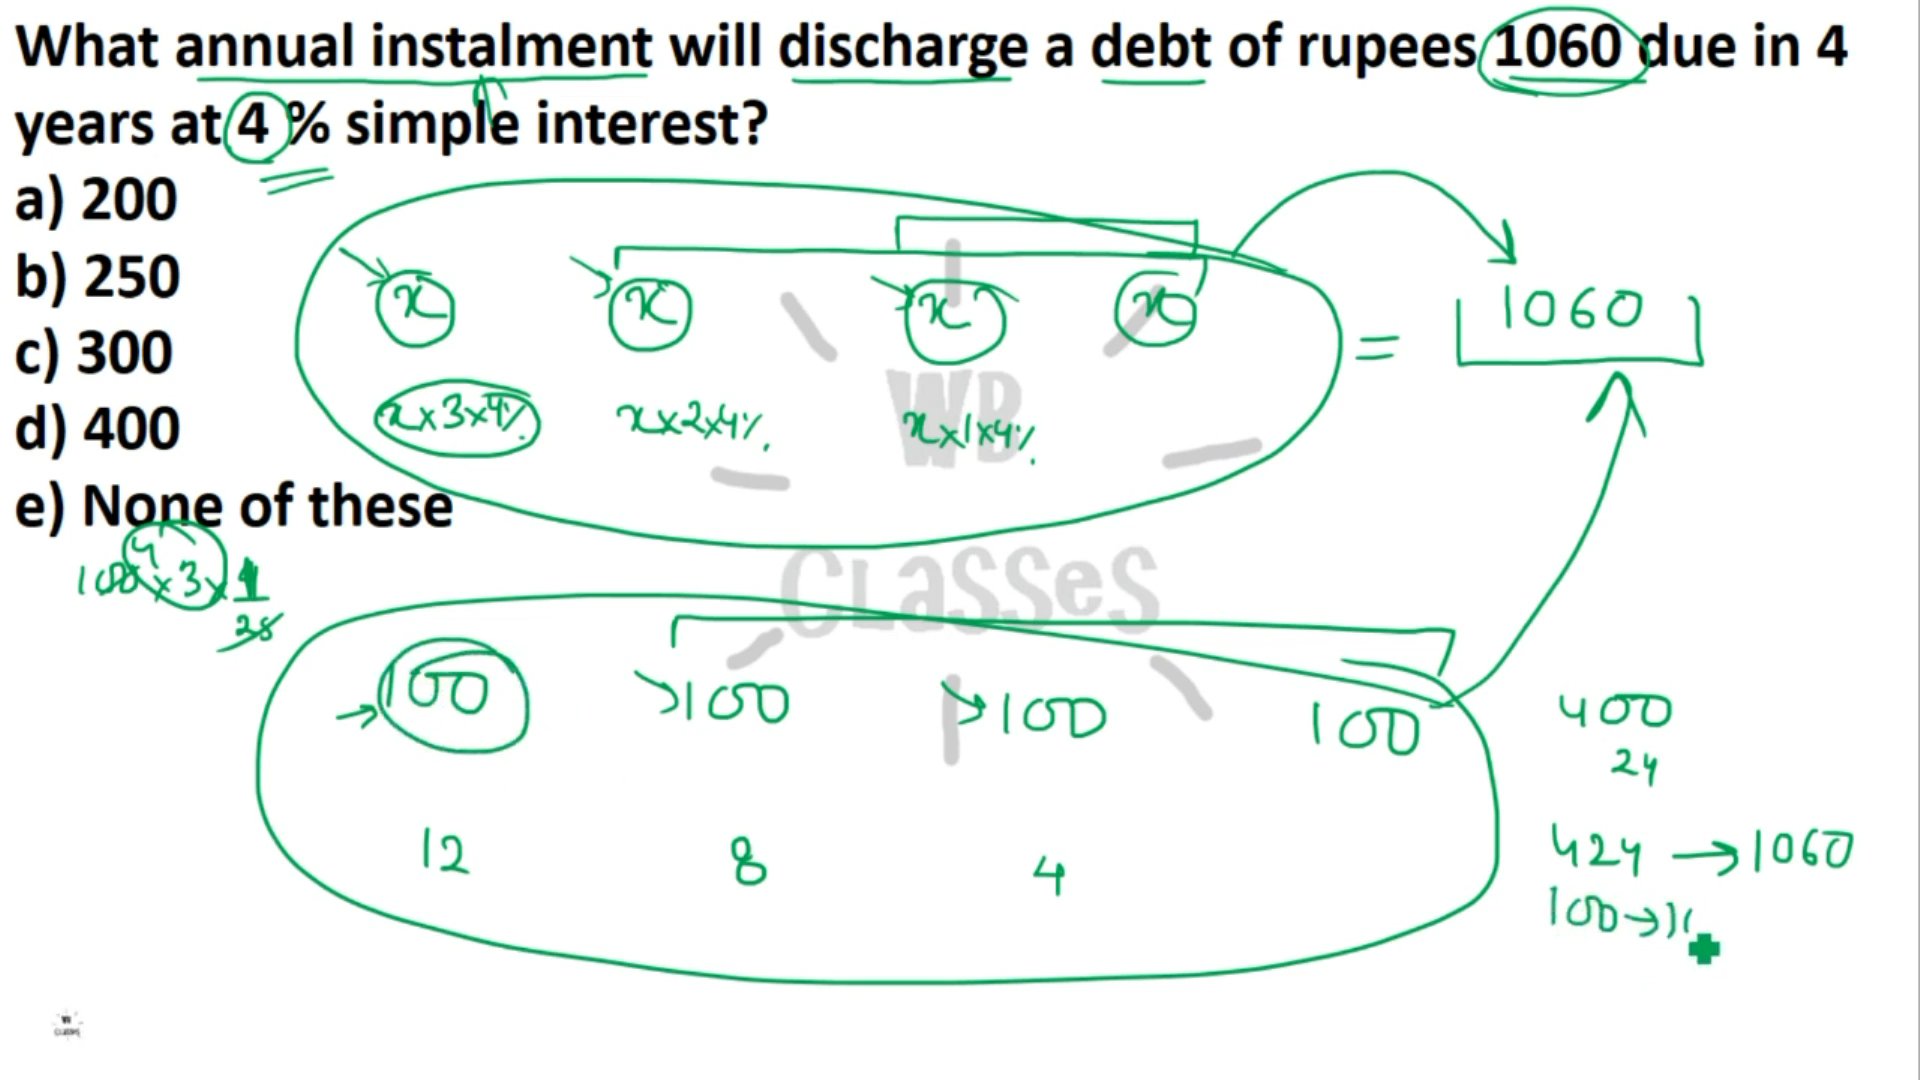 What annual instalment will discharge a debt of rupees 1060 due in 4
years at 4 % simple interest?
a) 200
b) 250
c) 300
d) 400
e) None of these
x x x x = 1060
x×3×4% x×2×4% x×1×4%
WB
CLASSES
4
100 × 3 × 1
25
100 100 100 100
12 8 4
400
24
424 → 1060
100 →